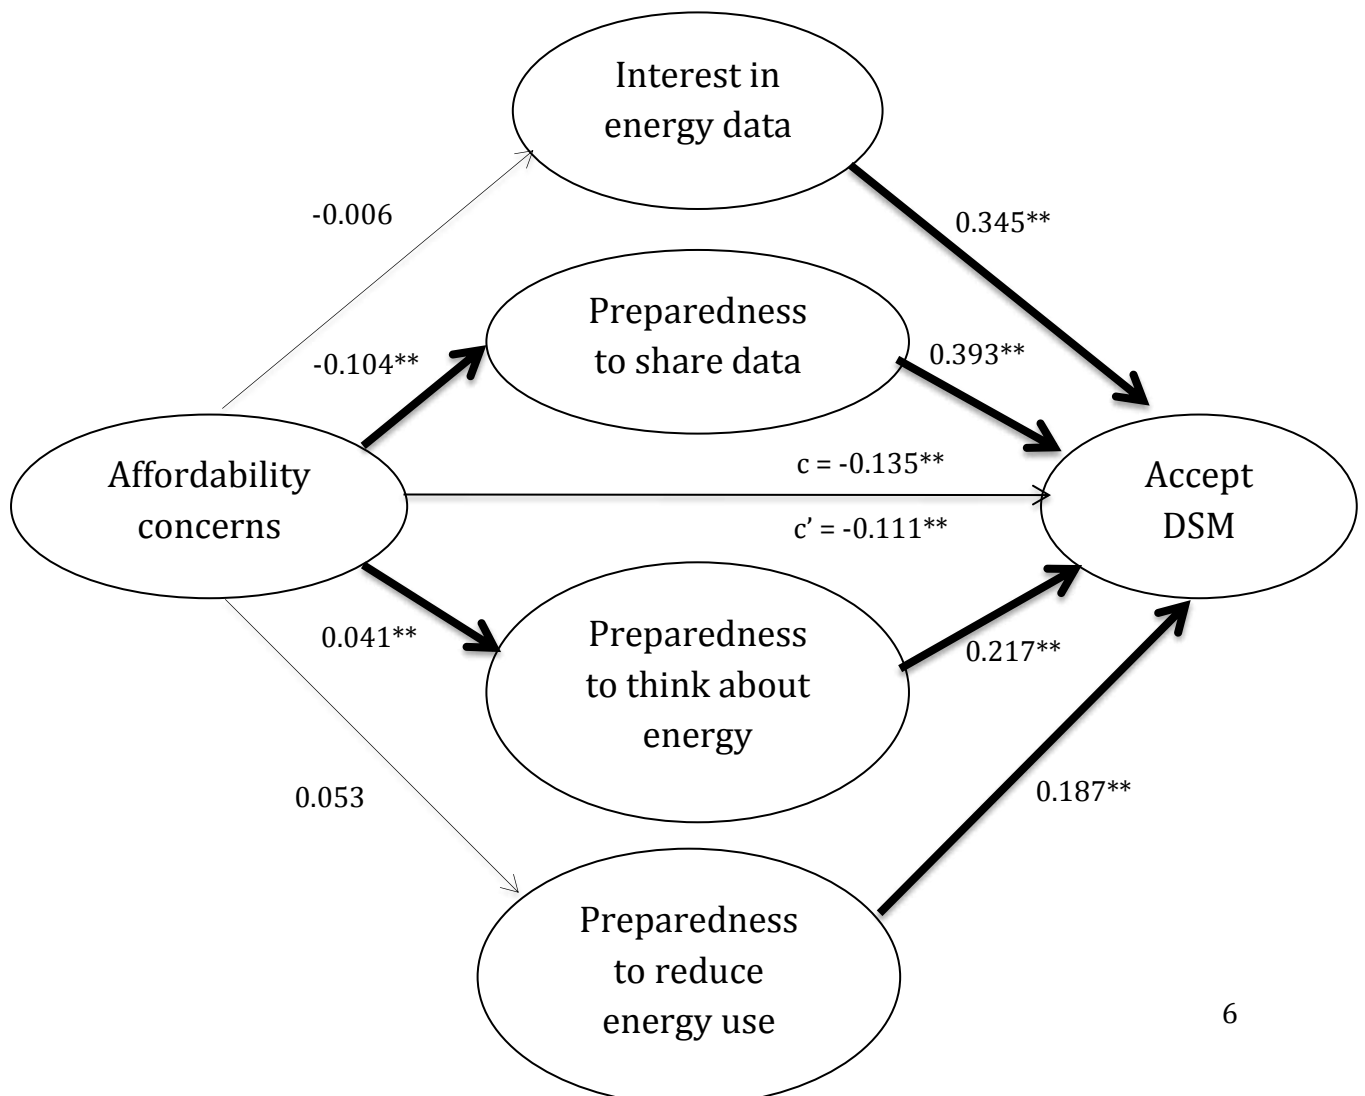 Interest in
energy data
-0.006
0.345**
Preparedness
to share data
-0.104**
0.393**
Affordability
concerns
c = -0.135**
c’ = -0.111**
Accept
DSM
0.041**
Preparedness
to think about
energy
0.217**
0.053
0.187**
Preparedness
to reduce
energy use
6